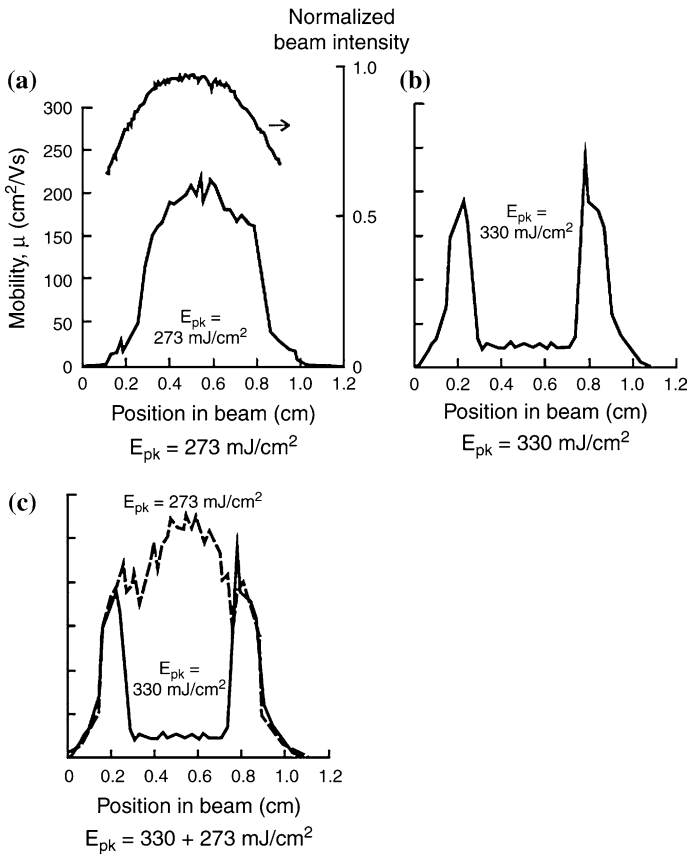 Normalized
beam intensity
(a)
1.0
(b)
300
250
200
0.5
150
100
50
0
0
Mobility, μ (cm²/Vs)
E_pk =
273 mJ/cm²
E_pk =
330 mJ/cm²
0 0.2 0.4 0.6 0.8 1.0 1.2
0 0.2 0.4 0.6 0.8 1.0 1.2
Position in beam (cm)
Position in beam (cm)
E_pk = 273 mJ/cm²
E_pk = 330 mJ/cm²
(c)
E_pk = 273 mJ/cm²
E_pk =
330 mJ/cm²
0 0.2 0.4 0.6 0.8 1.0 1.2
Position in beam (cm)
E_pk = 330 + 273 mJ/cm²